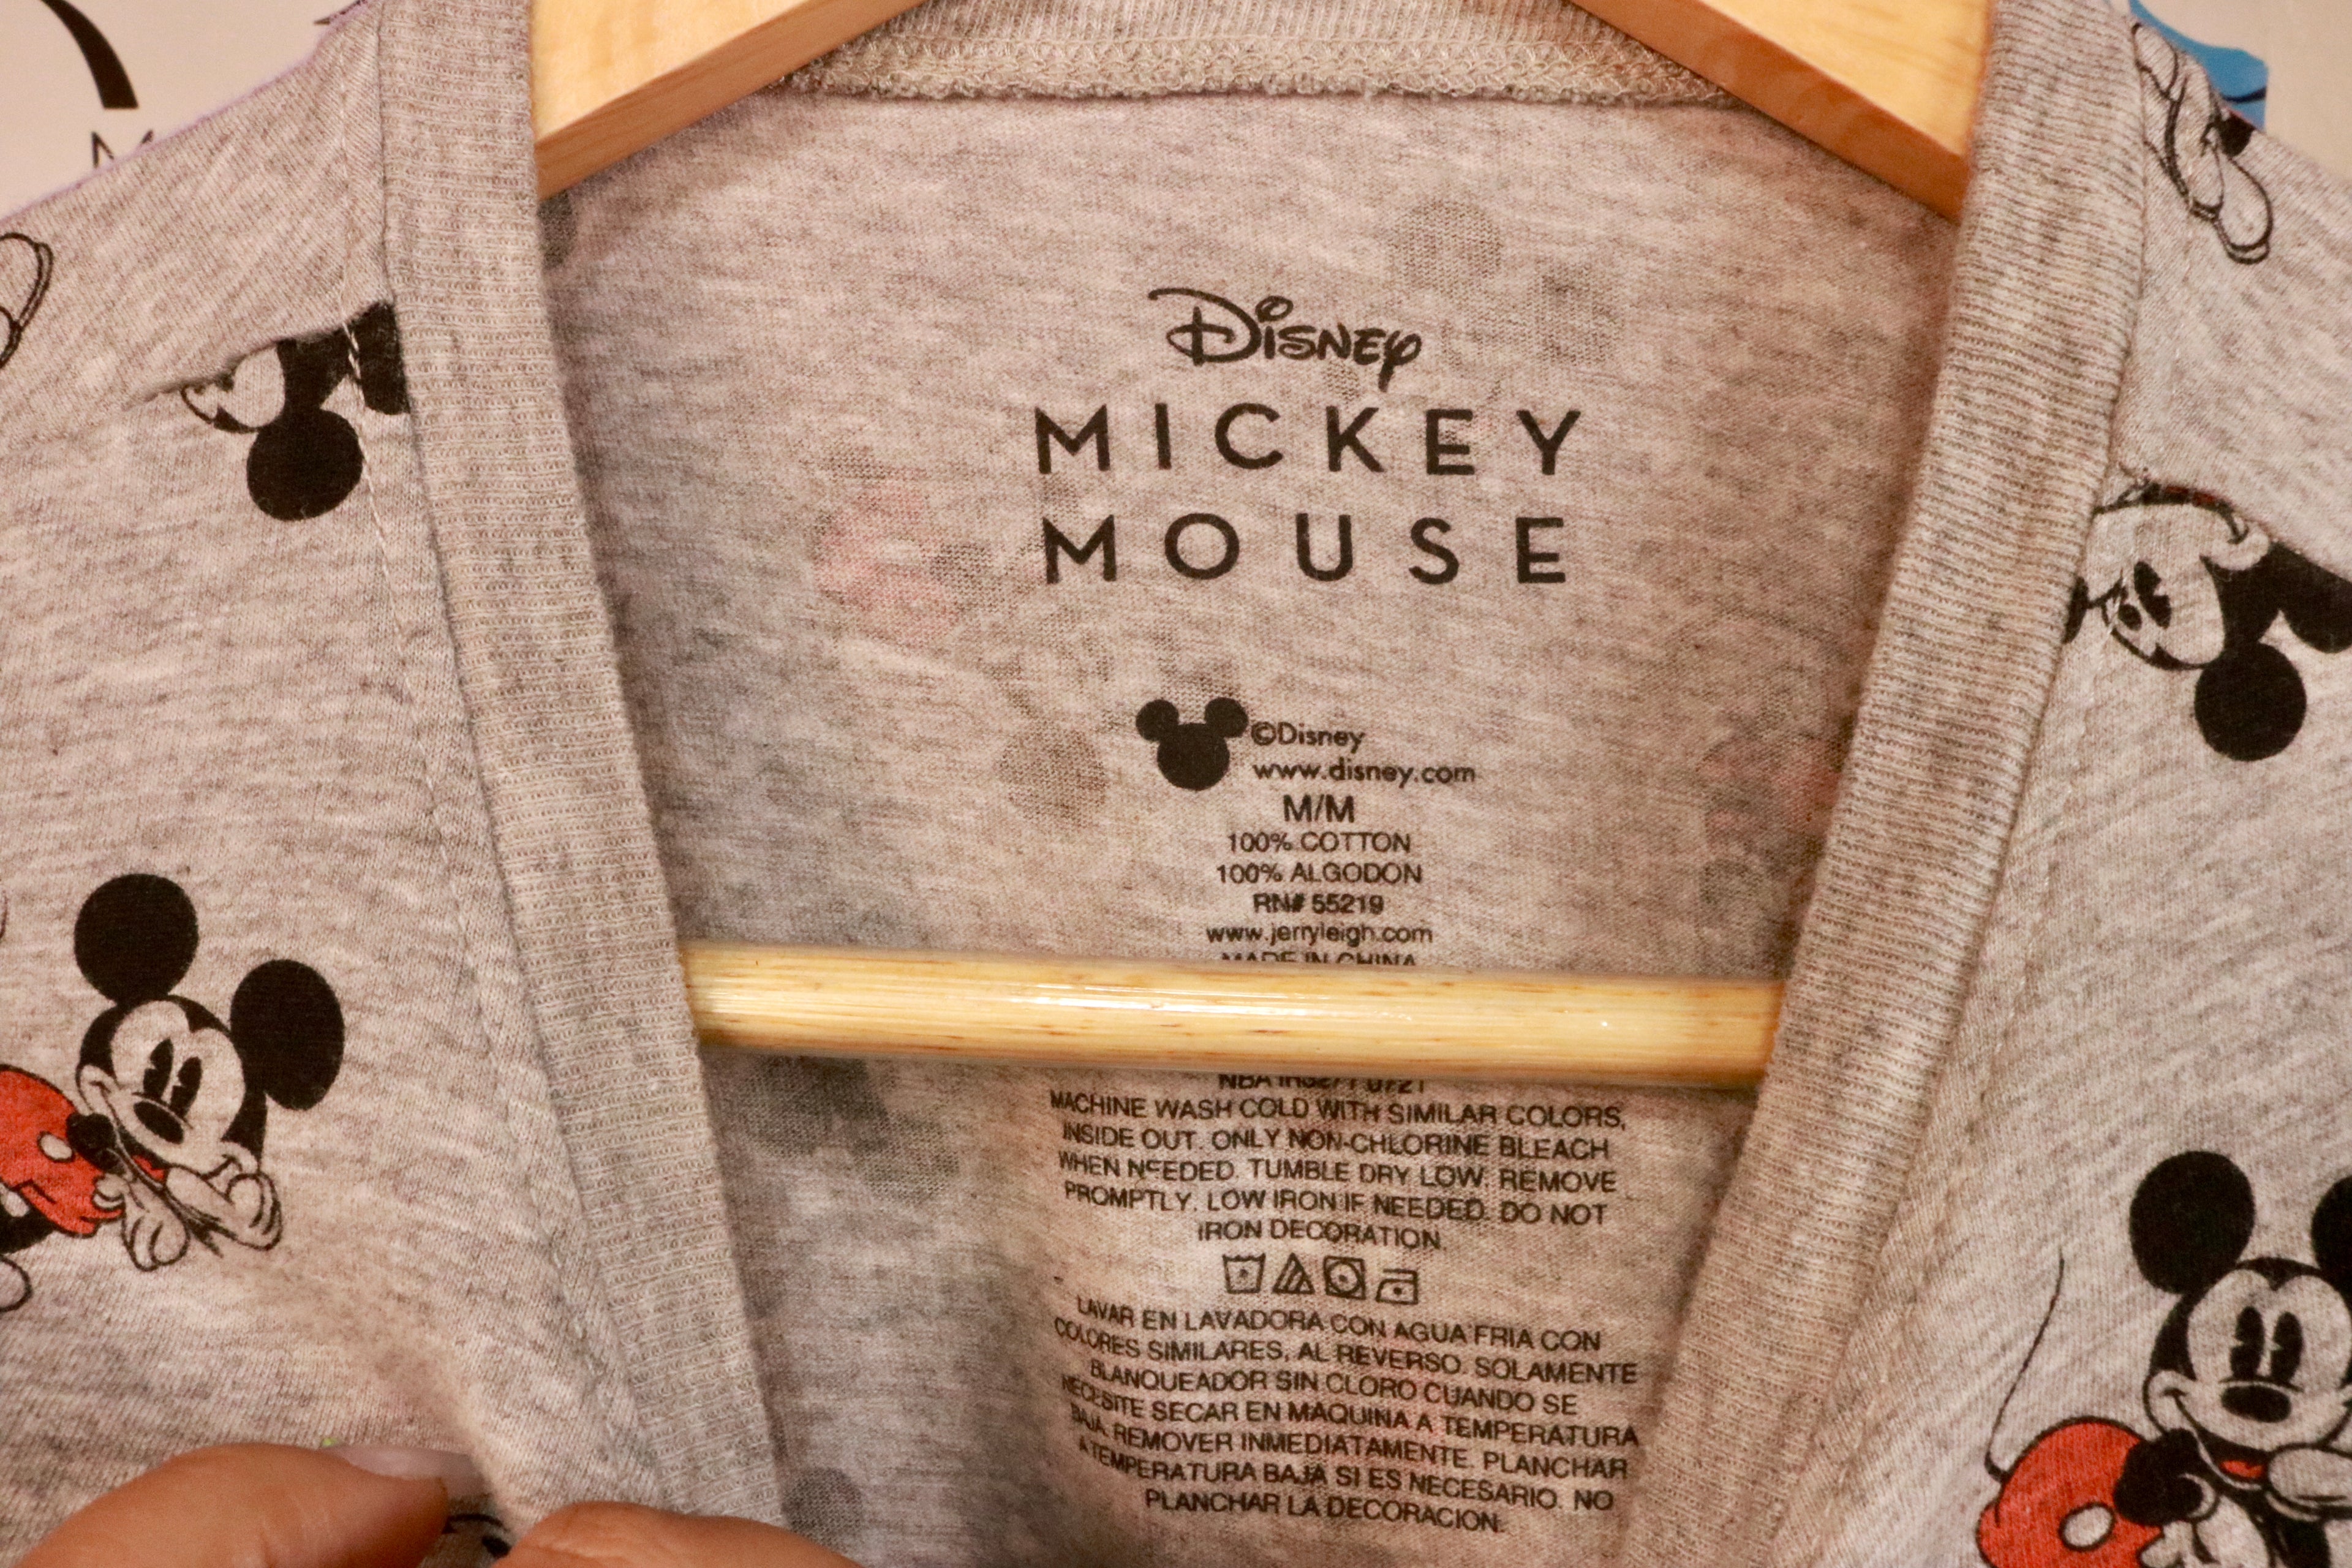 Disney
MICKEY
MOUSE
©Disney
www.disney.com
M/M
100% COTTON
100% ALGODON
RN# 55219
www.jerryleigh.com
MADE IN CHINA
MACHINE WASH COLD WITH SIMILAR COLORS,
INSIDE OUT. ONLY NON-CHLORINE BLEACH
WHEN NEEDED. TUMBLE DRY LOW. REMOVE
PROMPTLY. LOW IRON IF NEEDED. DO NOT
IRON DECORATION.
LAVAR EN LAVADORA CON AGUA FRIA CON
COLORES SIMILARES, AL REVERSO. SOLAMENTE
BLANQUEADOR SIN CLORO CUANDO SE
NECESITE SECAR EN MAQUINA A TEMPERATURA
BAJA. REMOVER INMEDIATAMENTE. PLANCHAR
A TEMPERATURA BAJA SI ES NECESARIO. NO
PLANCHAR LA DECORACION.